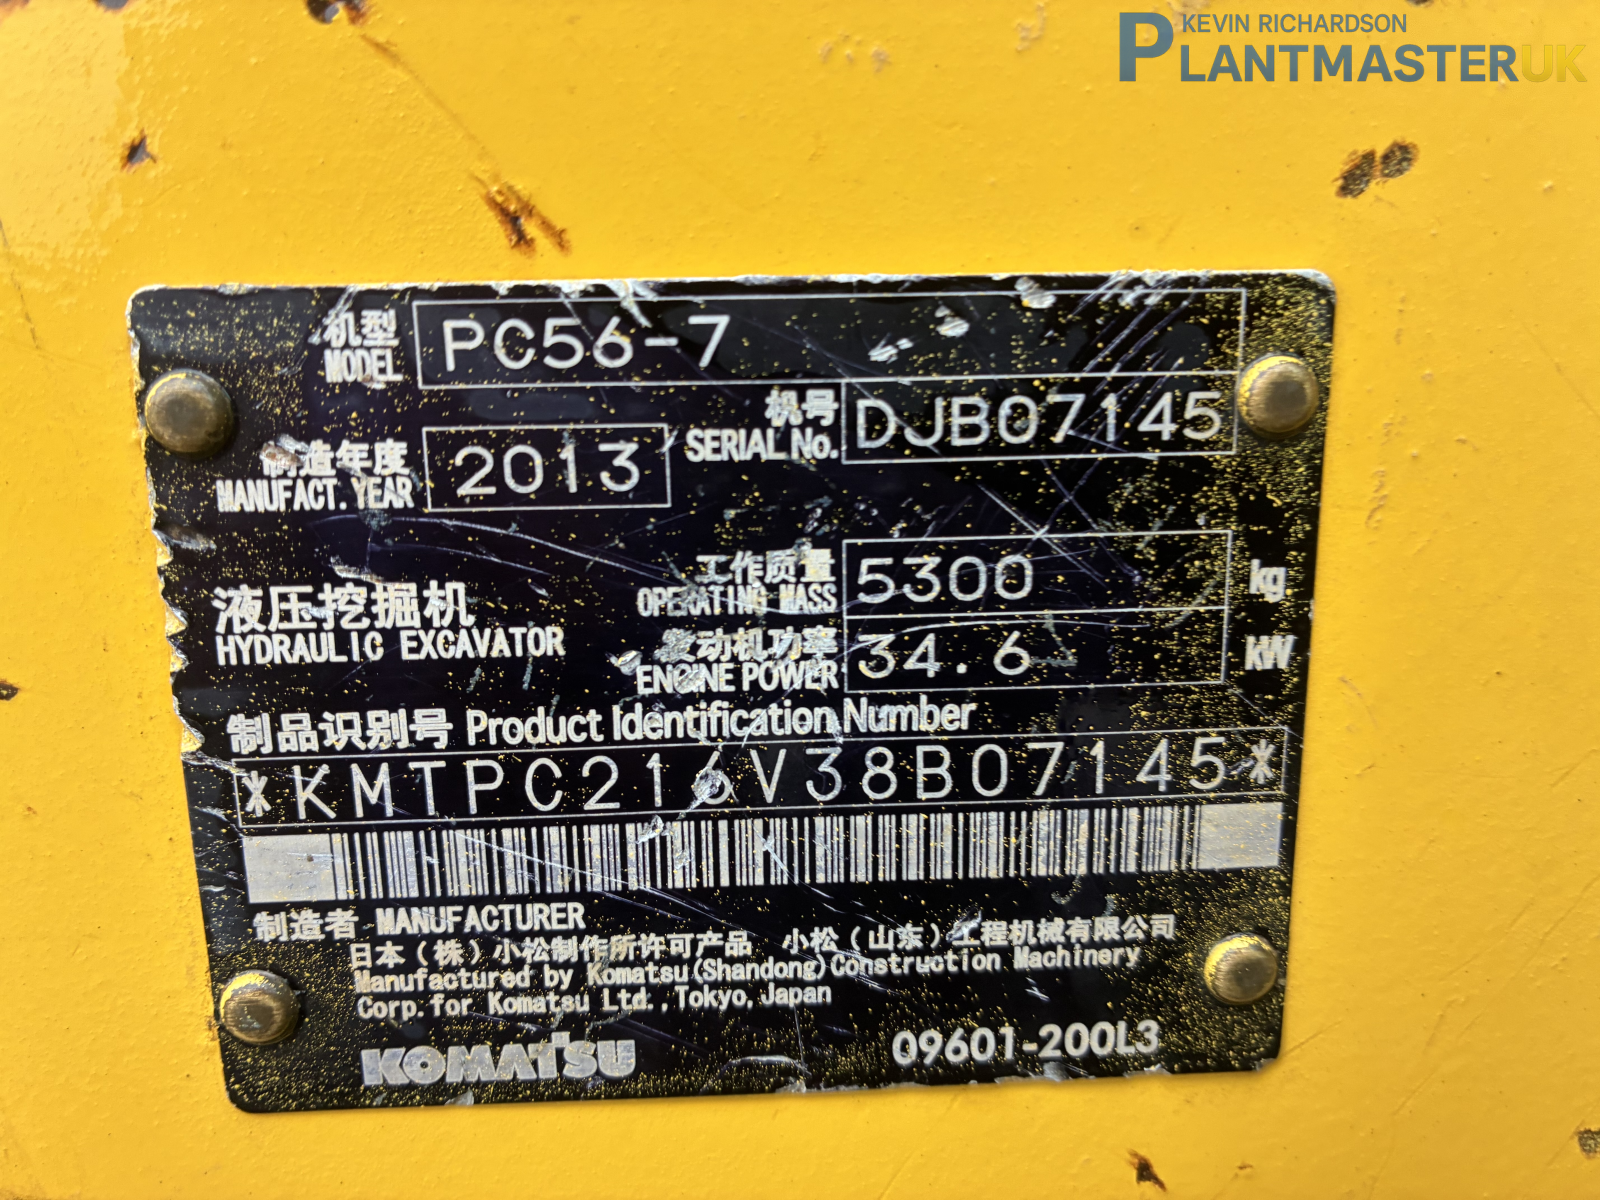 KEVIN RICHARDSON
PLANTMASTERUK
机型 PC56-7
MODEL
机号 DJB07145
SERIAL No.
制造年度 2013
MANUFACT. YEAR
工作质量 5300 kg
OPERATING MASS
液压挖掘机
HYDRAULIC EXCAVATOR
发动机功率 34.6 kW
ENGINE POWER
制品识别号 Product Identification Number
*KMTPC216V38B07145*
制造者 MANUFACTURER
日本（株）小松制作所许可产品 小松（山东）工程机械有限公司
Manufactured by Komatsu(Shandong)Construction Machinery
Corp. for Komatsu Ltd., Tokyo, Japan
KOMATSU
09601-200L3